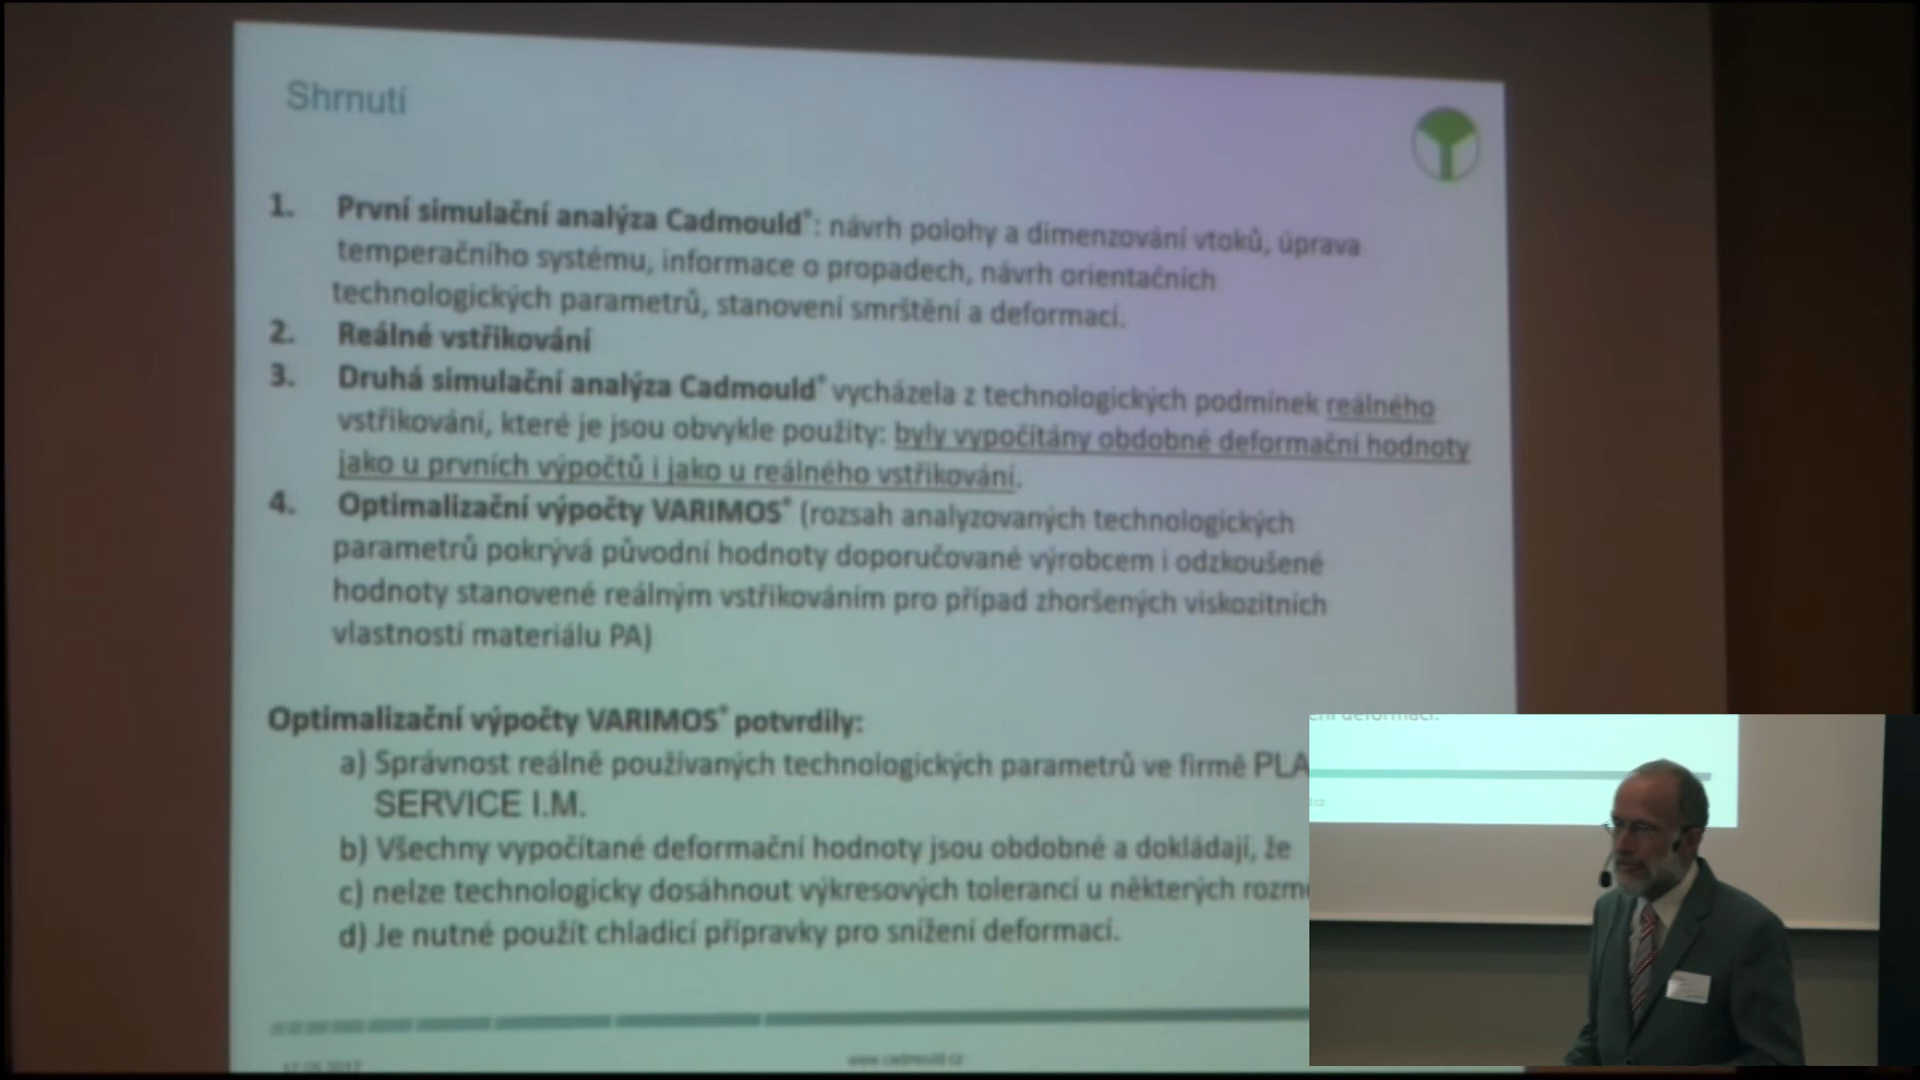 Shrnutí
1. První simulační analýza Cadmould®: návrh polohy a dimenzování vtoků, úprava
temperačního systému, informace o propadech, návrh orientačních
technologických parametrů, stanovení smrštění a deformací.
2. Reálné vstřikování
3. Druhá simulační analýza Cadmould® vycházela z technologických podmínek reálného
vstřikování, které je jsou obvykle použity: byly vypočítány obdobné deformační hodnoty
jako u prvních výpočtů i jako u reálného vstřikování.
4. Optimalizační výpočty VARIMOS® (rozsah analyzovaných technologických
parametrů pokrývá původní hodnoty doporučované výrobcem i odzkoušené
hodnoty stanovené reálným vstřikováním pro případ zhoršených viskozitních
vlastností materiálu PA)
Optimalizační výpočty VARIMOS® potvrdily:
a) Správnost reálně používaných technologických parametrů ve firmě PLA
SERVICE I.M.
b) Všechny vypočítané deformační hodnoty jsou obdobné a dokládají, že
c) nelze technologicky dosáhnout výkresových tolerancí u některých rozm
d) Je nutné použít chladicí přípravky pro snížení deformací.
www.cadmould.cz